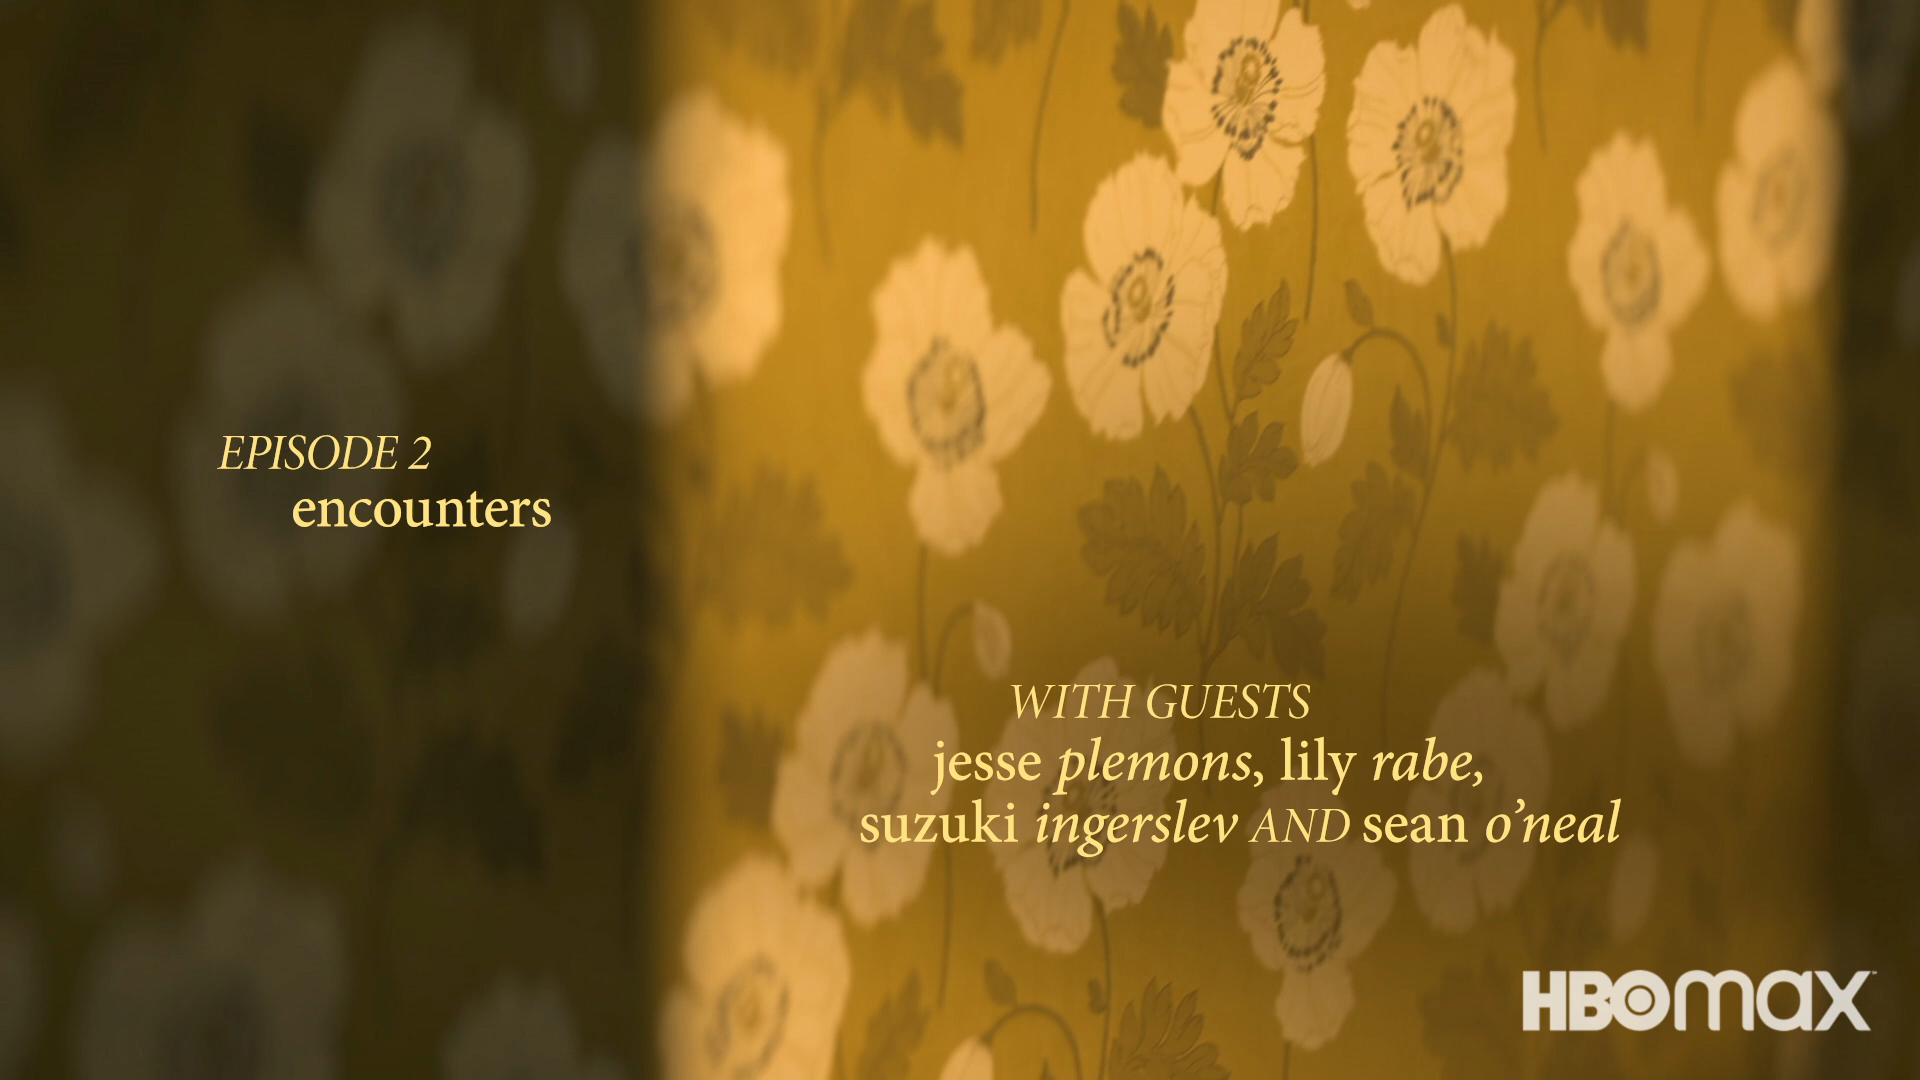 EPISODE 2
encounters
WITH GUESTS
jesse plemons, lily rabe,
suzuki ingerslev AND sean o’neal
HBOmax